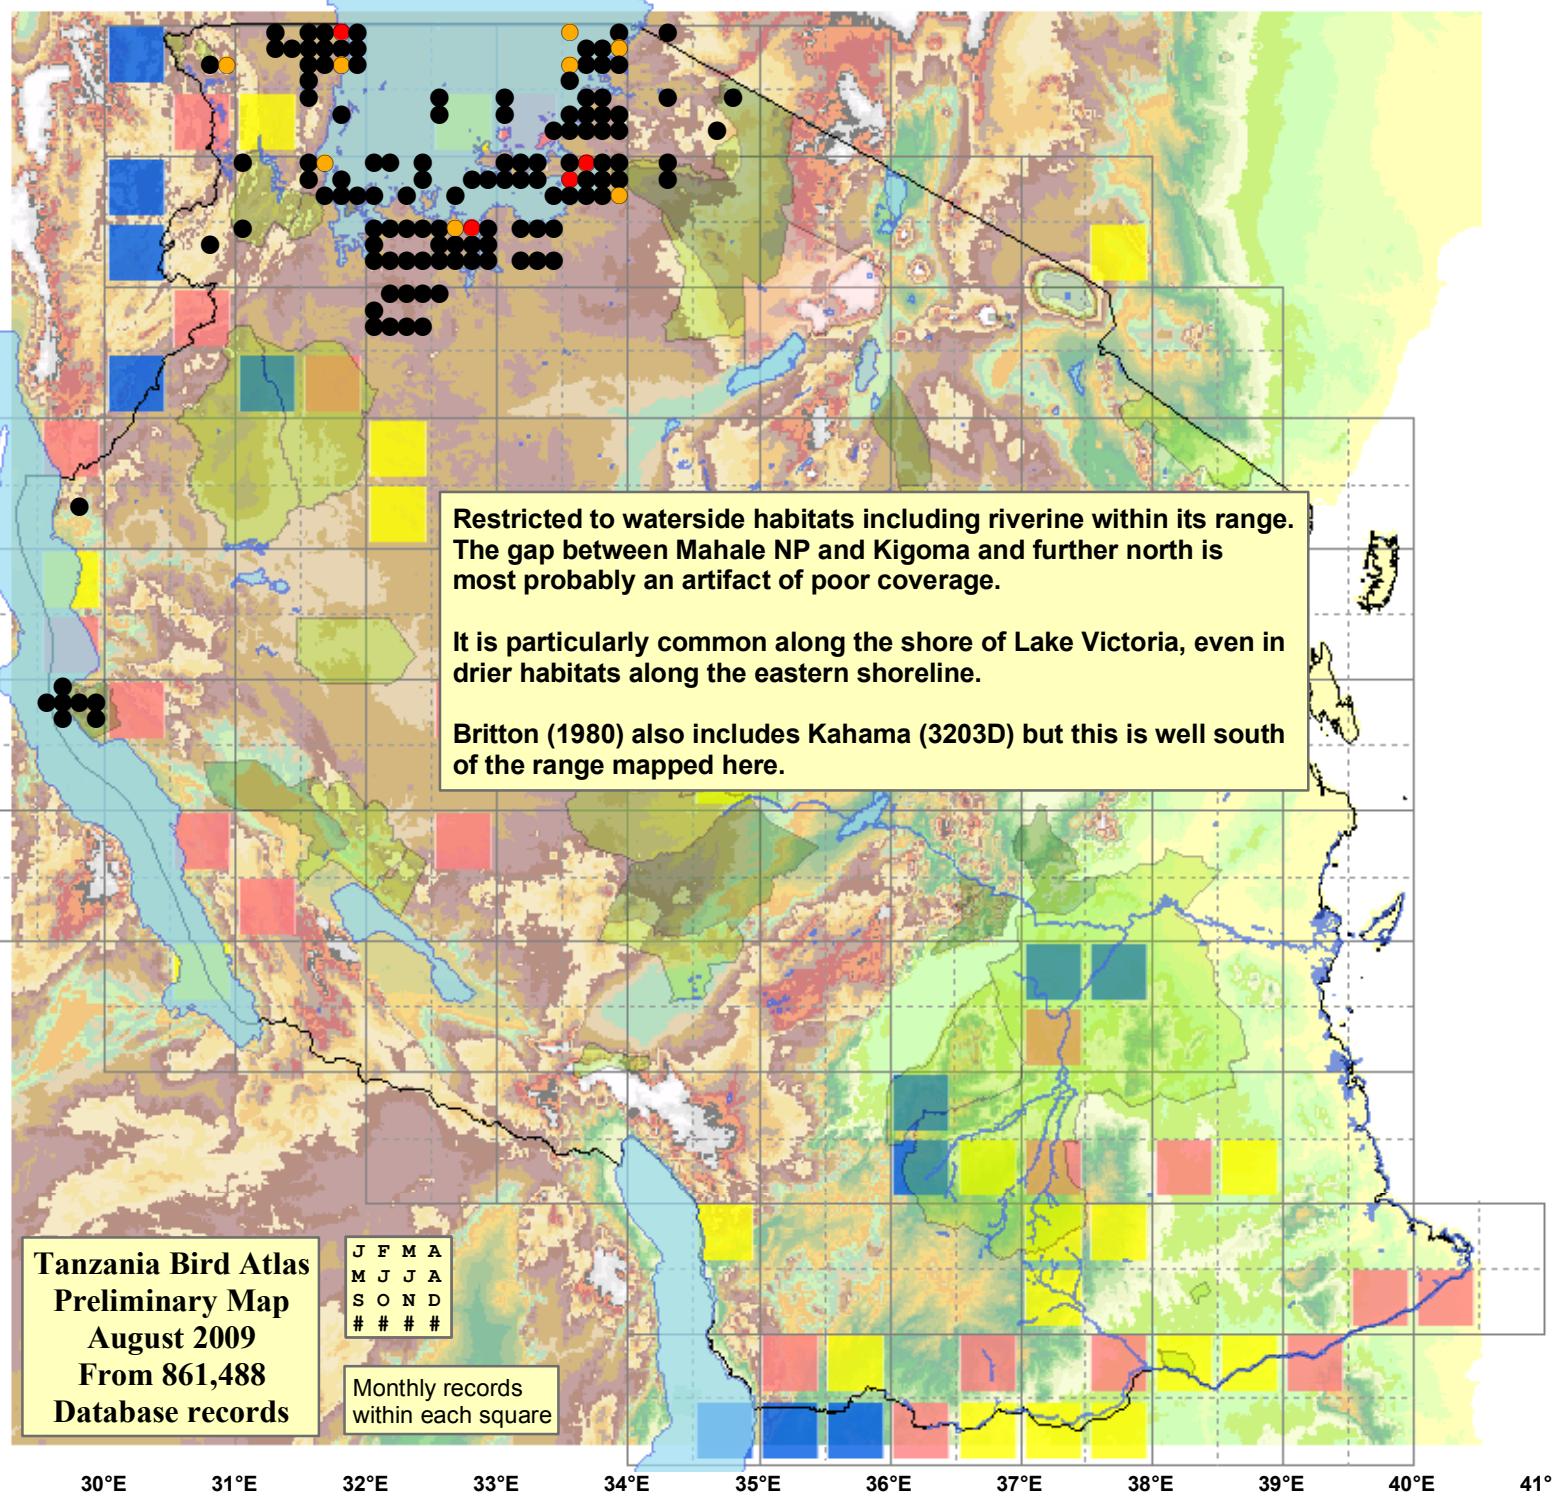 Restricted to waterside habitats including riverine within its range.
The gap between Mahale NP and Kigoma and further north is
most probably an artifact of poor coverage.
It is particularly common along the shore of Lake Victoria, even in
drier habitats along the eastern shoreline.
Britton (1980) also includes Kahama (3203D) but this is well south
of the range mapped here.
Tanzania Bird Atlas
Preliminary Map
August 2009
From 861,488
Database records
J F M A
M J J A
S O N D
# # # #
Monthly records
within each square
30°E 31°E 32°E 33°E 34°E 35°E 36°E 37°E 38°E 39°E 40°E 41°